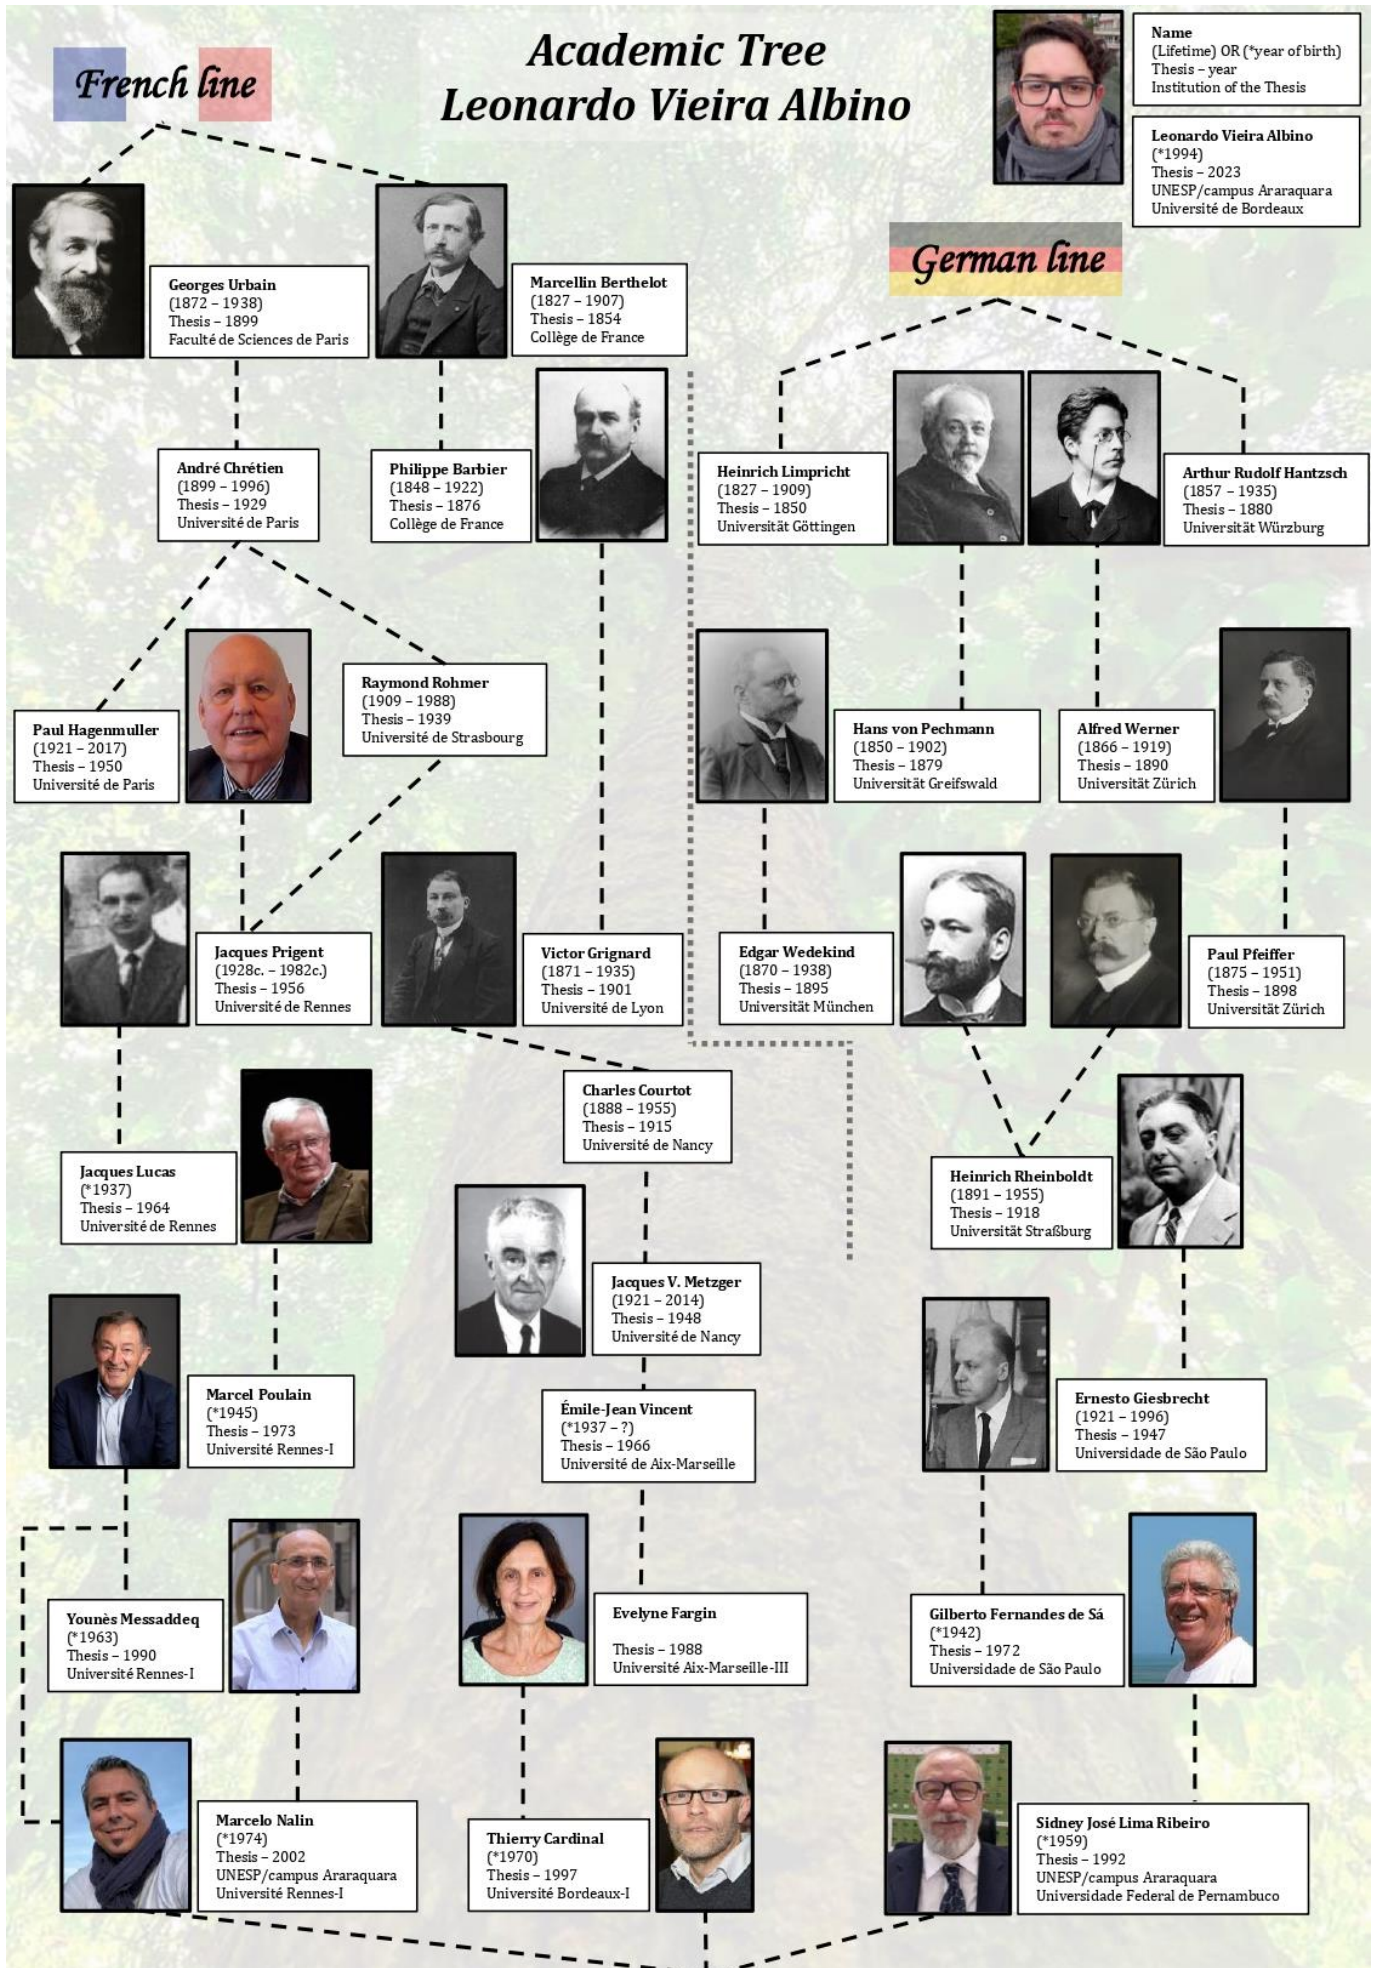 Academic Tree
Leonardo Vieira Albino
Name
(Lifetime) OR (*year of birth)
Thesis – year
Institution of the Thesis
Leonardo Vieira Albino
(*1994)
Thesis – 2023
UNESP/campus Araraquara
Université de Bordeaux
French line
Georges Urbain
(1872 – 1938)
Thesis – 1899
Faculté de Sciences de Paris
Marcellin Berthelot
(1827 – 1907)
Thesis – 1854
Collège de France
André Chrétien
(1899 – 1996)
Thesis – 1929
Université de Paris
Philippe Barbier
(1848 – 1922)
Thesis – 1876
Collège de France
Paul Hagenmuller
(1921 – 2017)
Thesis – 1950
Université de Paris
Raymond Rohmer
(1909 – 1988)
Thesis – 1939
Université de Strasbourg
Jacques Prigent
(1928c. – 1982c.)
Thesis – 1956
Université de Rennes
Victor Grignard
(1871 – 1935)
Thesis – 1901
Université de Lyon
Charles Courtot
(1888 – 1955)
Thesis – 1915
Université de Nancy
Jacques Lucas
(*1937)
Thesis – 1964
Université de Rennes
Jacques V. Metzger
(1921 – 2014)
Thesis – 1948
Université de Nancy
Marcel Poulain
(*1945)
Thesis – 1973
Université Rennes-I
Émile-Jean Vincent
(*1937 – ?)
Thesis – 1966
Université de Aix-Marseille
Younès Messaddeq
(*1963)
Thesis – 1990
Université Rennes-I
Evelyne Fargin
Thesis – 1988
Université Aix-Marseille-III
Marcelo Nalin
(*1974)
Thesis – 2002
UNESP/campus Araraquara
Université Rennes-I
Thierry Cardinal
(*1970)
Thesis – 1997
Université Bordeaux-I
German line
Heinrich Limpricht
(1827 – 1909)
Thesis – 1850
Universität Göttingen
Arthur Rudolf Hantzsch
(1857 – 1935)
Thesis – 1880
Universität Würzburg
Hans von Pechmann
(1850 – 1902)
Thesis – 1879
Universität Greifswald
Alfred Werner
(1866 – 1919)
Thesis – 1890
Universität Zürich
Edgar Wedekind
(1870 – 1938)
Thesis – 1895
Universität München
Paul Pfeiffer
(1875 – 1951)
Thesis – 1898
Universität Zürich
Heinrich Rheinboldt
(1891 – 1955)
Thesis – 1918
Universität Straßburg
Ernesto Giesbrecht
(1921 – 1996)
Thesis – 1947
Universidade de São Paulo
Gilberto Fernandes de Sá
(*1942)
Thesis – 1972
Universidade de São Paulo
Sidney José Lima Ribeiro
(*1959)
Thesis – 1992
UNESP/campus Araraquara
Universidade Federal de Pernambuco